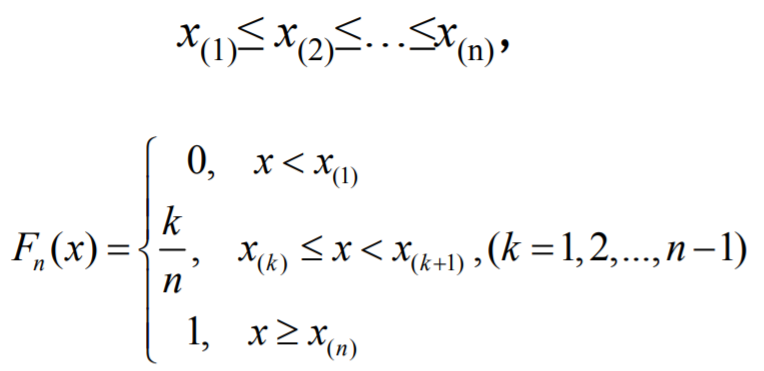 x(1)≤ x(2)≤…≤x(n),
0, x < x(1)
Fn(x) = { k/n, x(k) ≤ x < x(k+1) ,(k = 1,2,...,n−1)
1, x ≥ x(n)